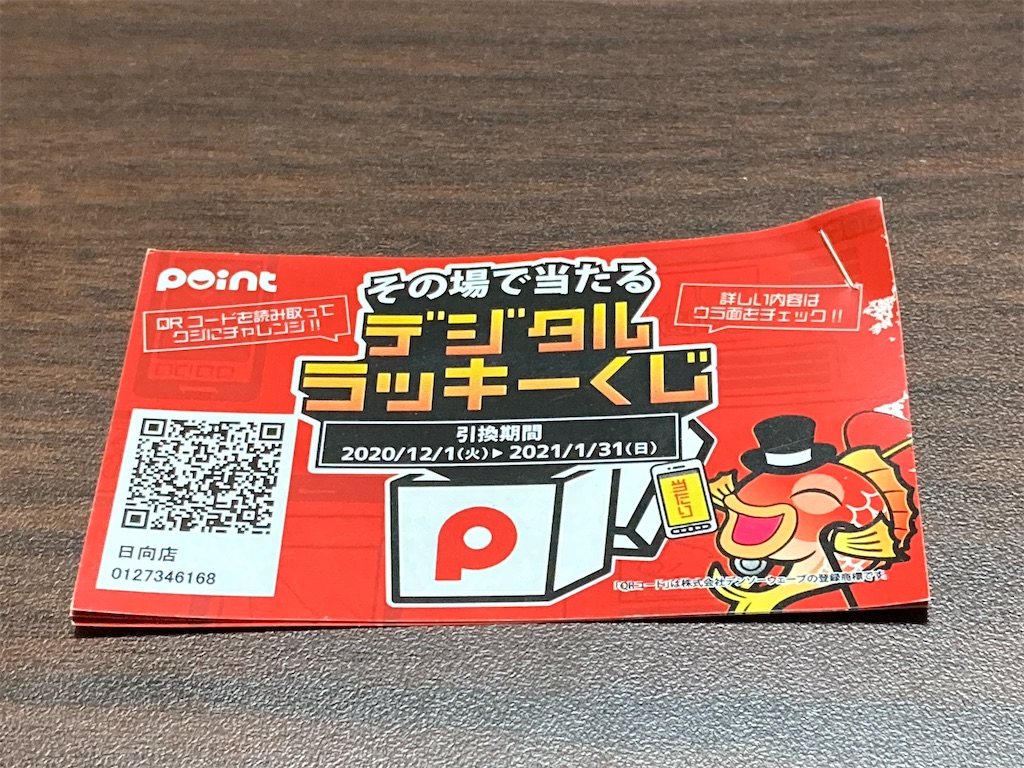 point
その場で当たる
QRコードを読み取って
クジにチャレンジ!!
詳しい内容は
ウラ面をチェック!!
デジタル
ラッキーくじ
引換期間
2020/12/1(火)▶2021/1/31(日)
当たり
P
日向店
0127346168
「QRコード」は株式会社デンソーウェーブの登録商標です。